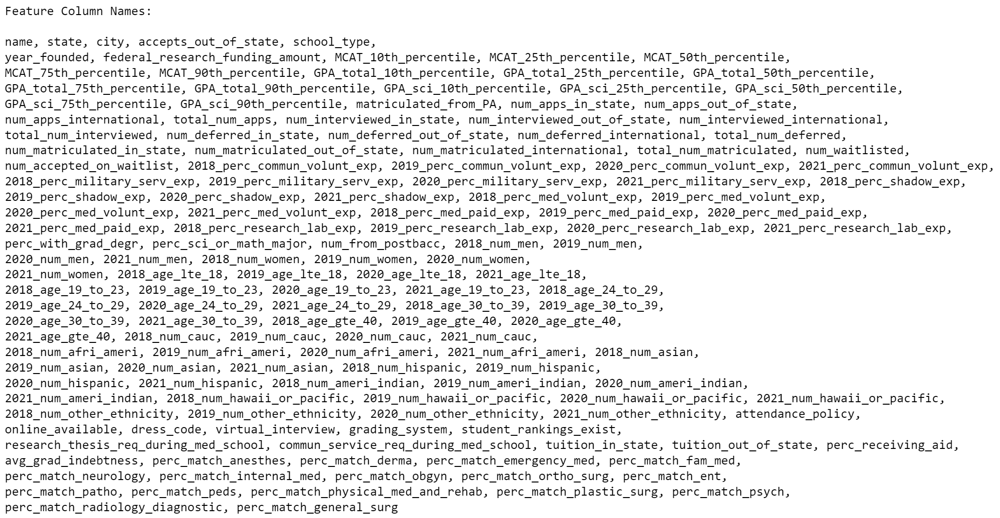 Feature Column Names:
name, state, city, accepts_out_of_state, school_type,
year_founded, federal_research_funding_amount, MCAT_10th_percentile, MCAT_25th_percentile, MCAT_50th_percentile,
MCAT_75th_percentile, MCAT_90th_percentile, GPA_total_10th_percentile, GPA_total_25th_percentile, GPA_total_50th_percentile,
GPA_total_75th_percentile, GPA_total_90th_percentile, GPA_sci_10th_percentile, GPA_sci_25th_percentile, GPA_sci_50th_percentile,
GPA_sci_75th_percentile, GPA_sci_90th_percentile, matriculated_from_PA, num_apps_in_state, num_apps_out_of_state,
num_apps_international, total_num_apps, num_interviewed_in_state, num_interviewed_out_of_state, num_interviewed_international,
total_num_interviewed, num_deferred_in_state, num_deferred_out_of_state, num_deferred_international, total_num_deferred,
num_matriculated_in_state, num_matriculated_out_of_state, num_matriculated_international, total_num_matriculated, num_waitlisted,
num_accepted_on_waitlist, 2018_perc_commun_volunt_exp, 2019_perc_commun_volunt_exp, 2020_perc_commun_volunt_exp, 2021_perc_commun_volunt_exp,
2018_perc_military_serv_exp, 2019_perc_military_serv_exp, 2020_perc_military_serv_exp, 2021_perc_military_serv_exp, 2018_perc_shadow_exp,
2019_perc_shadow_exp, 2020_perc_shadow_exp, 2021_perc_shadow_exp, 2018_perc_med_volunt_exp, 2019_perc_med_volunt_exp,
2020_perc_med_volunt_exp, 2021_perc_med_volunt_exp, 2018_perc_med_paid_exp, 2019_perc_med_paid_exp, 2020_perc_med_paid_exp,
2021_perc_med_paid_exp, 2018_perc_research_lab_exp, 2019_perc_research_lab_exp, 2020_perc_research_lab_exp, 2021_perc_research_lab_exp,
perc_with_grad_degr, perc_sci_or_math_major, num_from_postbacc, 2018_num_men, 2019_num_men,
2020_num_men, 2021_num_men, 2018_num_women, 2019_num_women, 2020_num_women,
2021_num_women, 2018_age_lte_18, 2019_age_lte_18, 2020_age_lte_18, 2021_age_lte_18,
2018_age_19_to_23, 2019_age_19_to_23, 2020_age_19_to_23, 2021_age_19_to_23, 2018_age_24_to_29,
2019_age_24_to_29, 2020_age_24_to_29, 2021_age_24_to_29, 2018_age_30_to_39, 2019_age_30_to_39,
2020_age_30_to_39, 2021_age_30_to_39, 2018_age_gte_40, 2019_age_gte_40, 2020_age_gte_40,
2021_age_gte_40, 2018_num_cauc, 2019_num_cauc, 2020_num_cauc, 2021_num_cauc,
2018_num_afri_ameri, 2019_num_afri_ameri, 2020_num_afri_ameri, 2021_num_afri_ameri, 2018_num_asian,
2019_num_asian, 2020_num_asian, 2021_num_asian, 2018_num_hispanic, 2019_num_hispanic,
2020_num_hispanic, 2021_num_hispanic, 2018_num_ameri_indian, 2019_num_ameri_indian, 2020_num_ameri_indian,
2021_num_ameri_indian, 2018_num_hawaii_or_pacific, 2019_num_hawaii_or_pacific, 2020_num_hawaii_or_pacific, 2021_num_hawaii_or_pacific,
2018_num_other_ethnicity, 2019_num_other_ethnicity, 2020_num_other_ethnicity, 2021_num_other_ethnicity, attendance_policy,
online_available, dress_code, virtual_interview, grading_system, student_rankings_exist,
research_thesis_req_during_med_school, commun_service_req_during_med_school, tuition_in_state, tuition_out_of_state, perc_receiving_aid,
avg_grad_indebtness, perc_match_anesthes, perc_match_derma, perc_match_emergency_med, perc_match_fam_med,
perc_match_neurology, perc_match_internal_med, perc_match_obgyn, perc_match_ortho_surg, perc_match_ent,
perc_match_patho, perc_match_peds, perc_match_physical_med_and_rehab, perc_match_plastic_surg, perc_match_psych,
perc_match_radiology_diagnostic, perc_match_general_surg